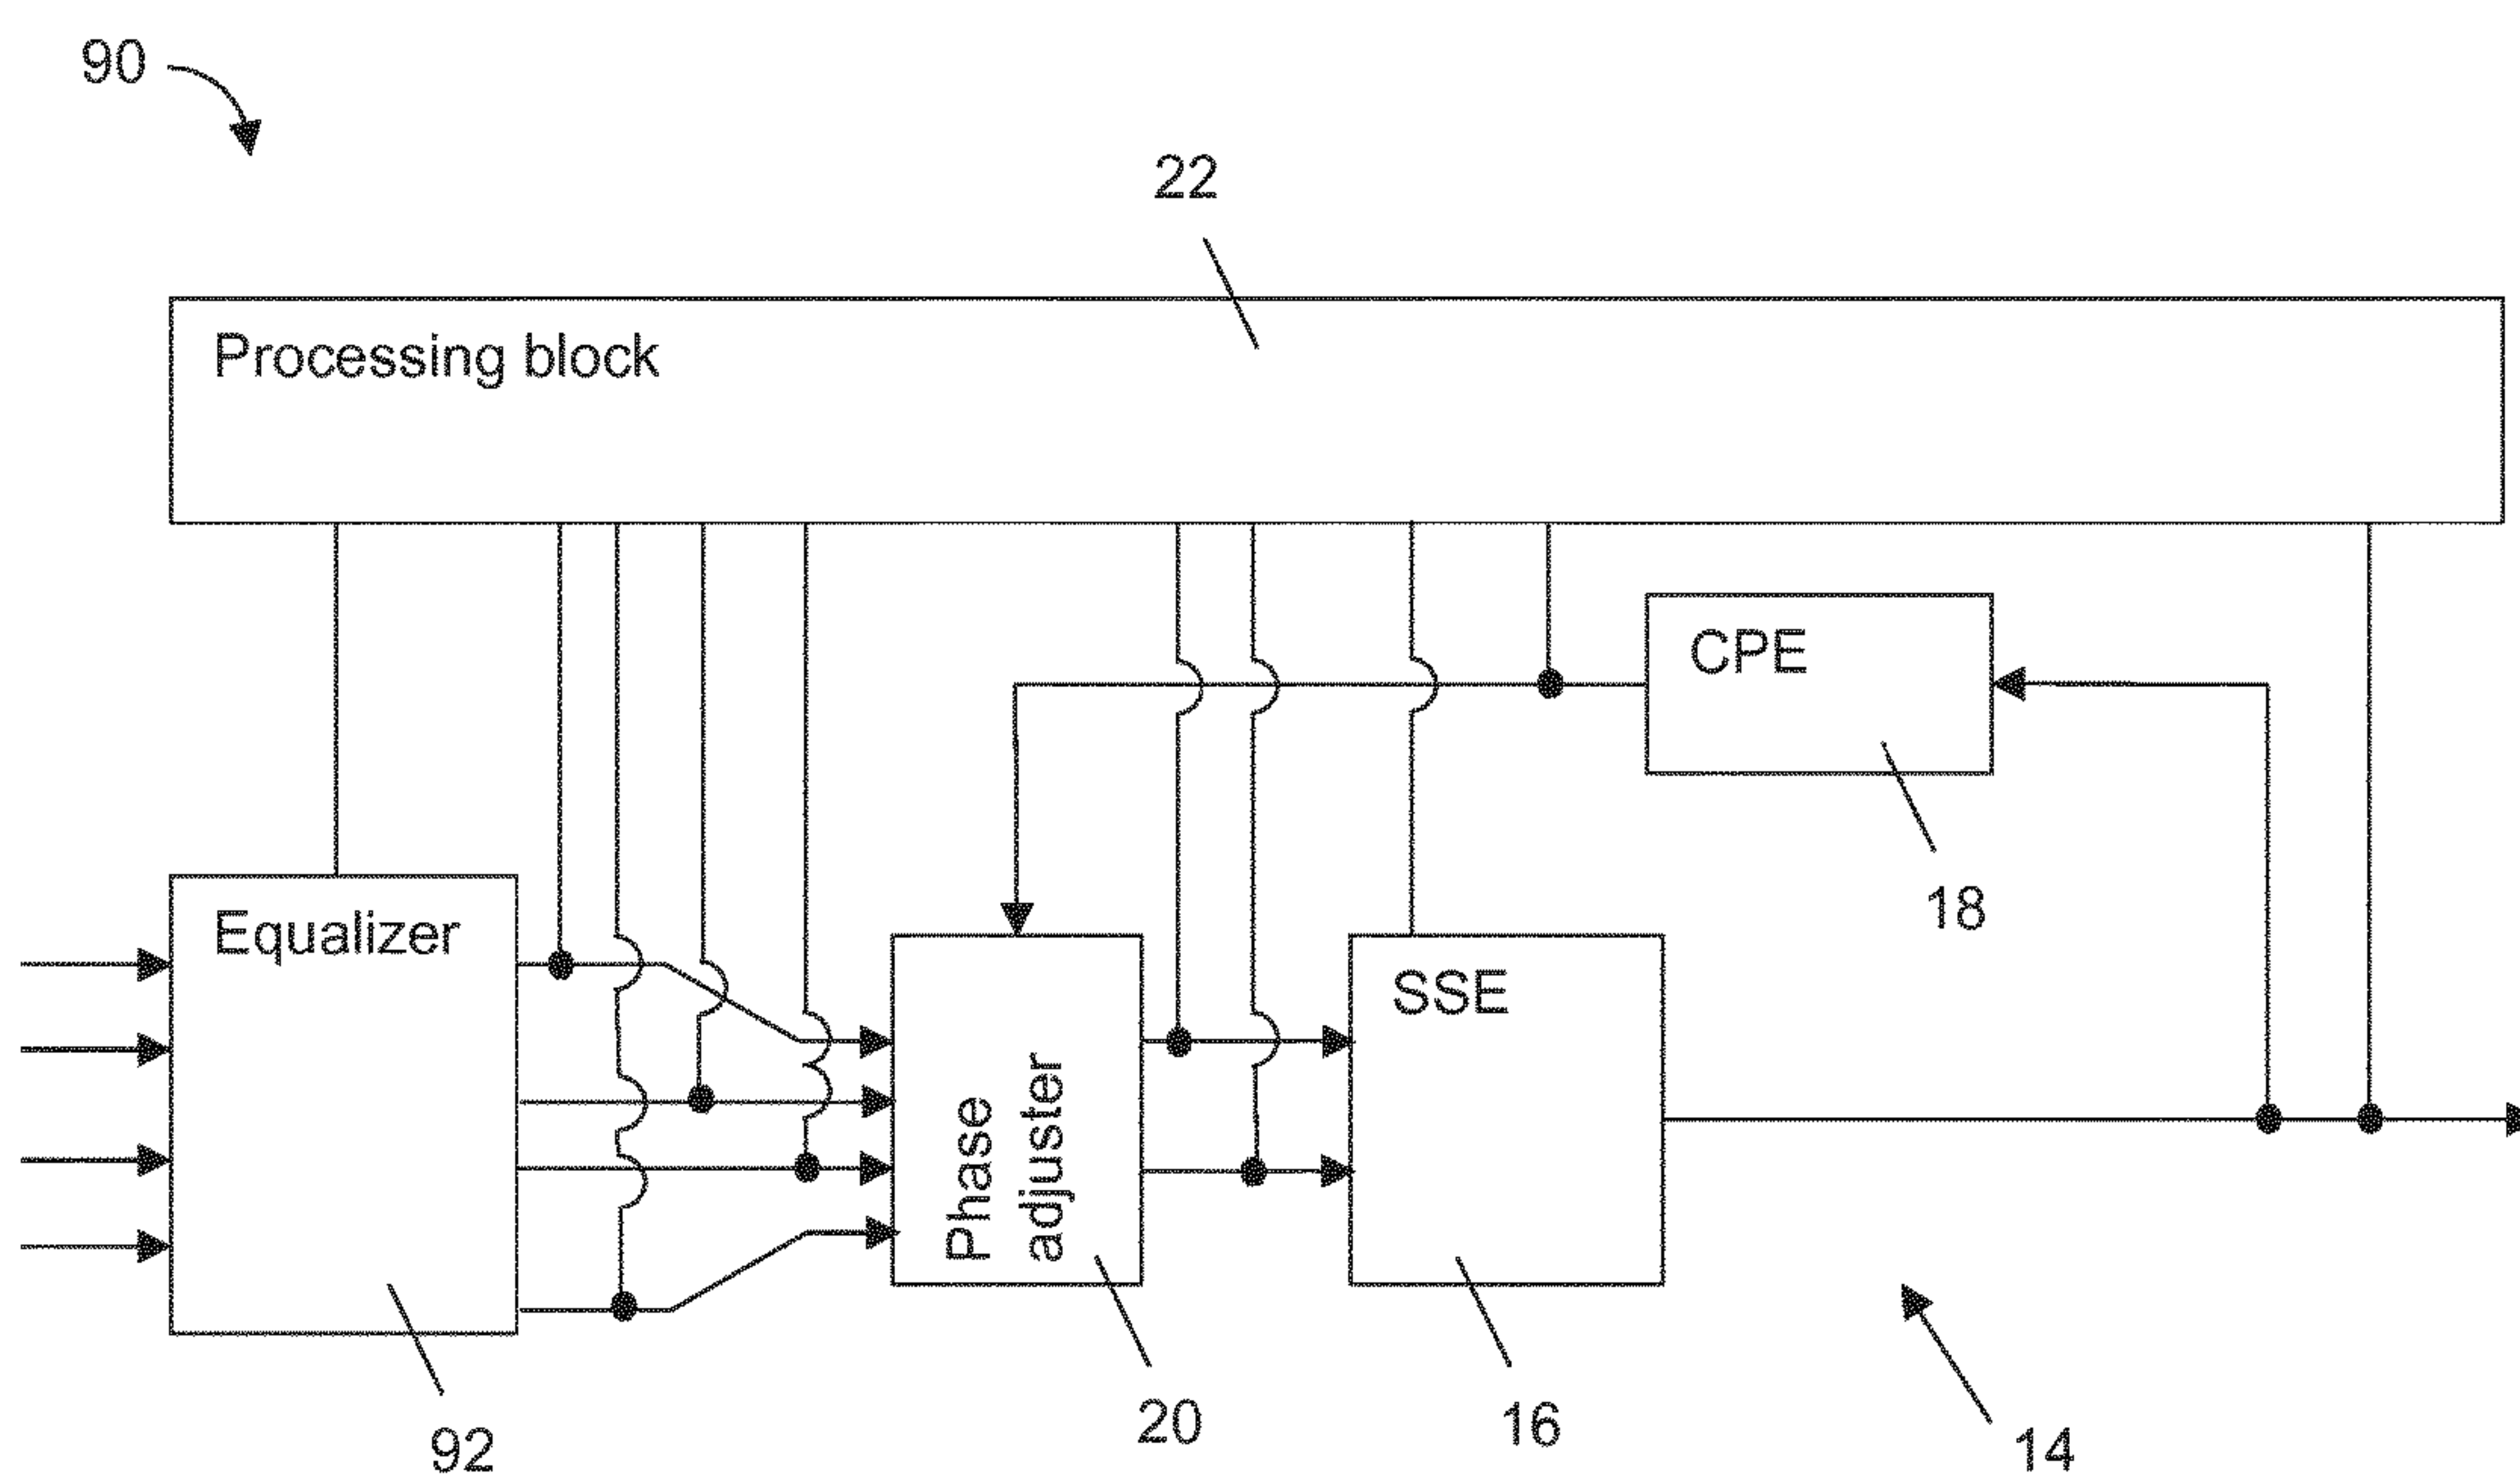 90
22
Processing block
CPE
18
Equalizer
SSE
Phase
adjuster
92
20
16
14